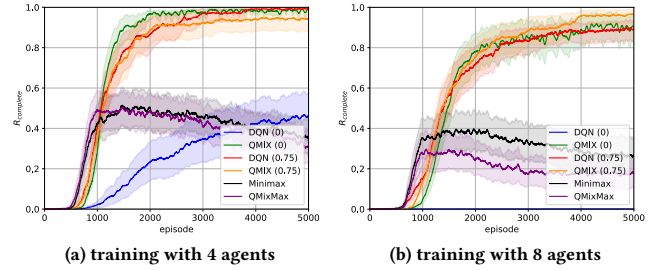 1.0
0.8
0.6
0.4
0.2
0.0
R_complete
0 1000 2000 3000 4000 5000
episode
DQN (0)
QMIX (0)
DQN (0.75)
QMIX (0.75)
Minimax
QMixMax
(a) training with 4 agents
1.0
0.8
0.6
0.4
0.2
0.0
R_complete
0 1000 2000 3000 4000 5000
episode
DQN (0)
QMIX (0)
DQN (0.75)
QMIX (0.75)
Minimax
QMixMax
(b) training with 8 agents